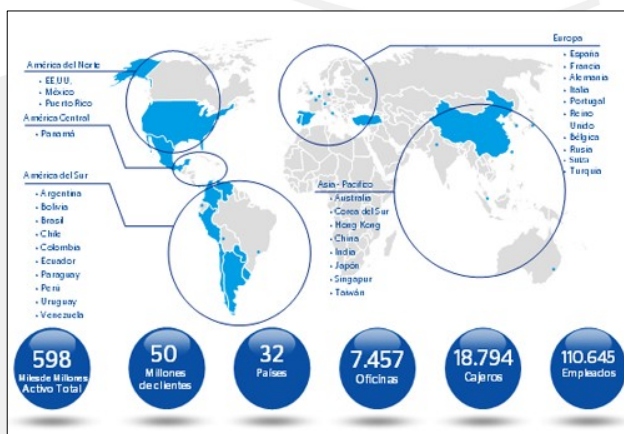 América del Norte
• EE.UU.
• México
• Puerto Rico
América Central
• Panamá
América del Sur
• Argentina
• Bolivia
• Brasil
• Chile
• Colombia
• Ecuador
• Paraguay
• Perú
• Uruguay
• Venezuela
Europa
• España
• Francia
• Alemania
• Italia
• Portugal
• Reino
Unido
• Bélgica
• Rusia
• Suiza
• Turquía
Asia - Pacífico
• Australia
• Corea del Sur
• Hong Kong
• China
• India
• Japón
• Singapur
• Taiwán
598
Miles de Millones
Activo Total
50
Millones
de clientes
32
Países
7.457
Oficinas
18.794
Cajeros
110.645
Empleados